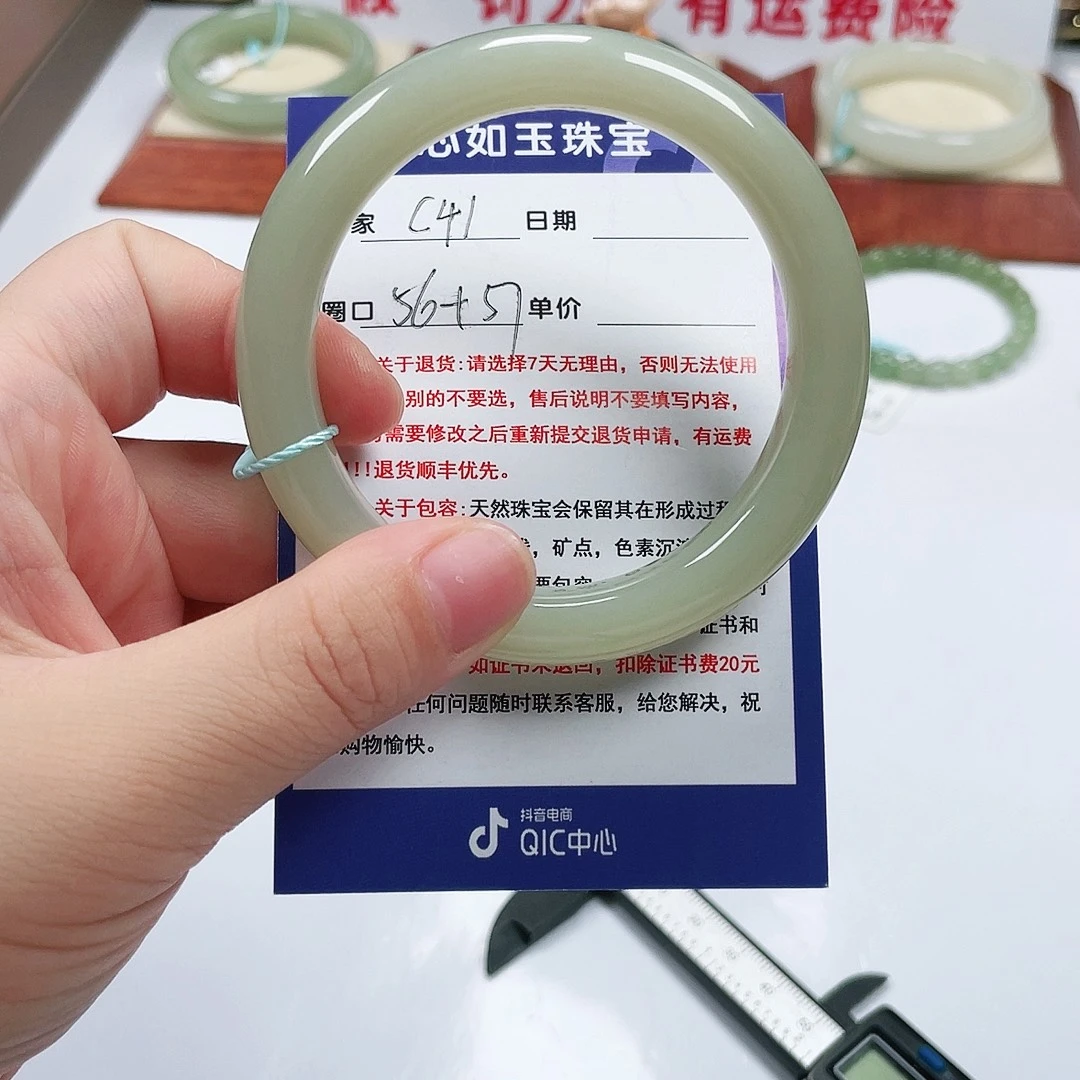 有运费险
心如玉珠宝
家 C41 日期
圈口 56+57 单价
关于退货:请选择7天无理由，否则无法使用
别的不要选，售后说明不要填写内容，
需要修改之后重新提交退货申请，有运费
!!!退货顺丰优先。
关于包容:天然珠宝会保留其在形成过程
，矿点，色素沉
要包容
证书和
如证书未退回，扣除证书费20元
任何问题随时联系客服，给您解决，祝
购物愉快。
抖音电商
QIC中心